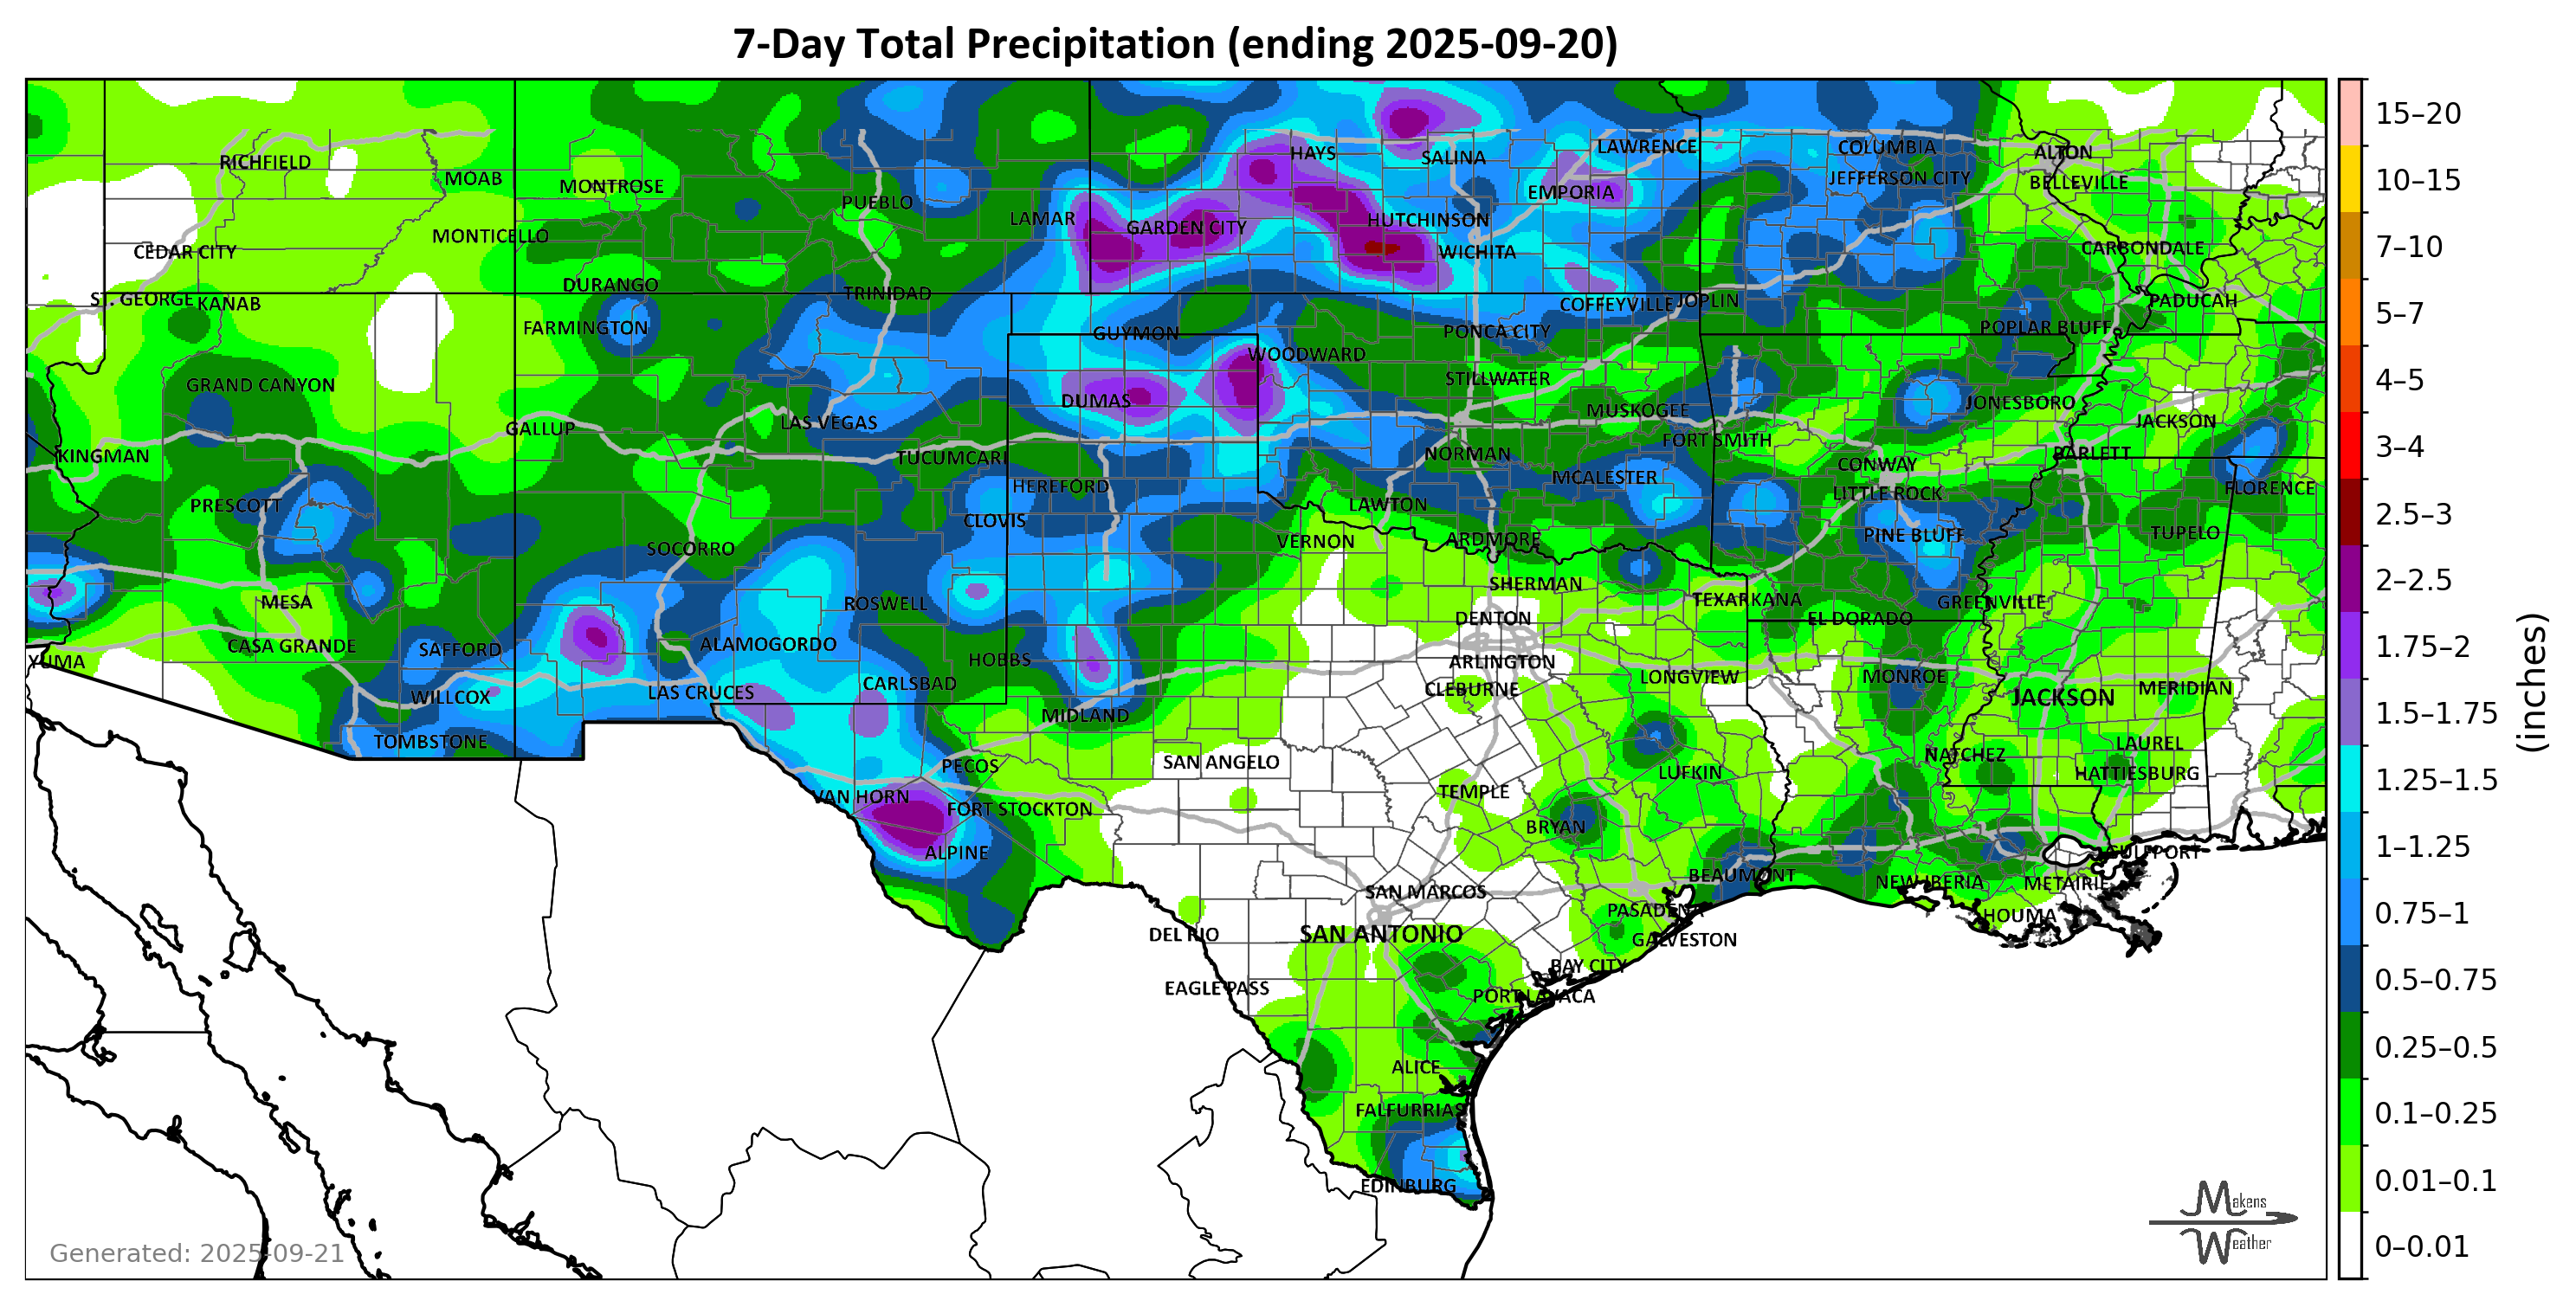 7-Day Total Precipitation (ending 2025-09-20)
HAYS
SALINA
LAWRENCE
COLUMBIA
ALTON
RICHFIELD
MOAB
MONTROSE
EMPORIA
JEFFERSON CITY
BELLEVILLE
PUEBLO
LAMAR
GARDEN CITY
HUTCHINSON
MONTICELLO
CEDAR CITY
WICHITA
CARBONDALE
DURANGO
TRINIDAD
ST. GEORGE
KANAB
COFFEYVILLE
JOPLIN
PADUCAH
FARMINGTON
GUYMON
PONCA CITY
POPLAR BLUFF
WOODWARD
GRAND CANYON
STILLWATER
DUMAS
MUSKOGEE
JONESBORO
LAS VEGAS
JACKSON
GALLUP
FORT SMITH
KINGMAN
TUCUMCARI
NORMAN
BARLETT
CONWAY
HEREFORD
MCALESTER
LITTLE ROCK
FLORENCE
PRESCOTT
LAWTON
CLOVIS
PINE BLUFF
TUPELO
SOCORRO
VERNON
ARDMORE
SHERMAN
MESA
ROSWELL
TEXARKANA
GREENVILLE
DENTON
EL DORADO
CASA GRANDE
SAFFORD
ALAMOGORDO
YUMA
HOBBS
ARLINGTON
LONGVIEW
MONROE
WILLCOX
LAS CRUCES
CARLSBAD
CLEBURNE
JACKSON
MERIDIAN
MIDLAND
TOMBSTONE
PECOS
SAN ANGELO
NATCHEZ
LAUREL
LUFKIN
HATTIESBURG
VAN HORN
FORT STOCKTON
TEMPLE
BRYAN
ALPINE
GULFPORT
BEAUMONT
NEW IBERIA
METAIRIE
SAN MARCOS
PASADENA
HOUMA
DEL RIO
SAN ANTONIO
GALVESTON
BAY CITY
EAGLE PASS
PORT LAVACA
ALICE
FALFURRIAS
EDINBURG
Generated: 2025-09-21
Makens
Weather
15–20
10–15
7–10
5–7
4–5
3–4
2.5–3
2–2.5
1.75–2
1.5–1.75
1.25–1.5
1–1.25
0.75–1
0.5–0.75
0.25–0.5
0.1–0.25
0.01–0.1
0–0.01
(inches)